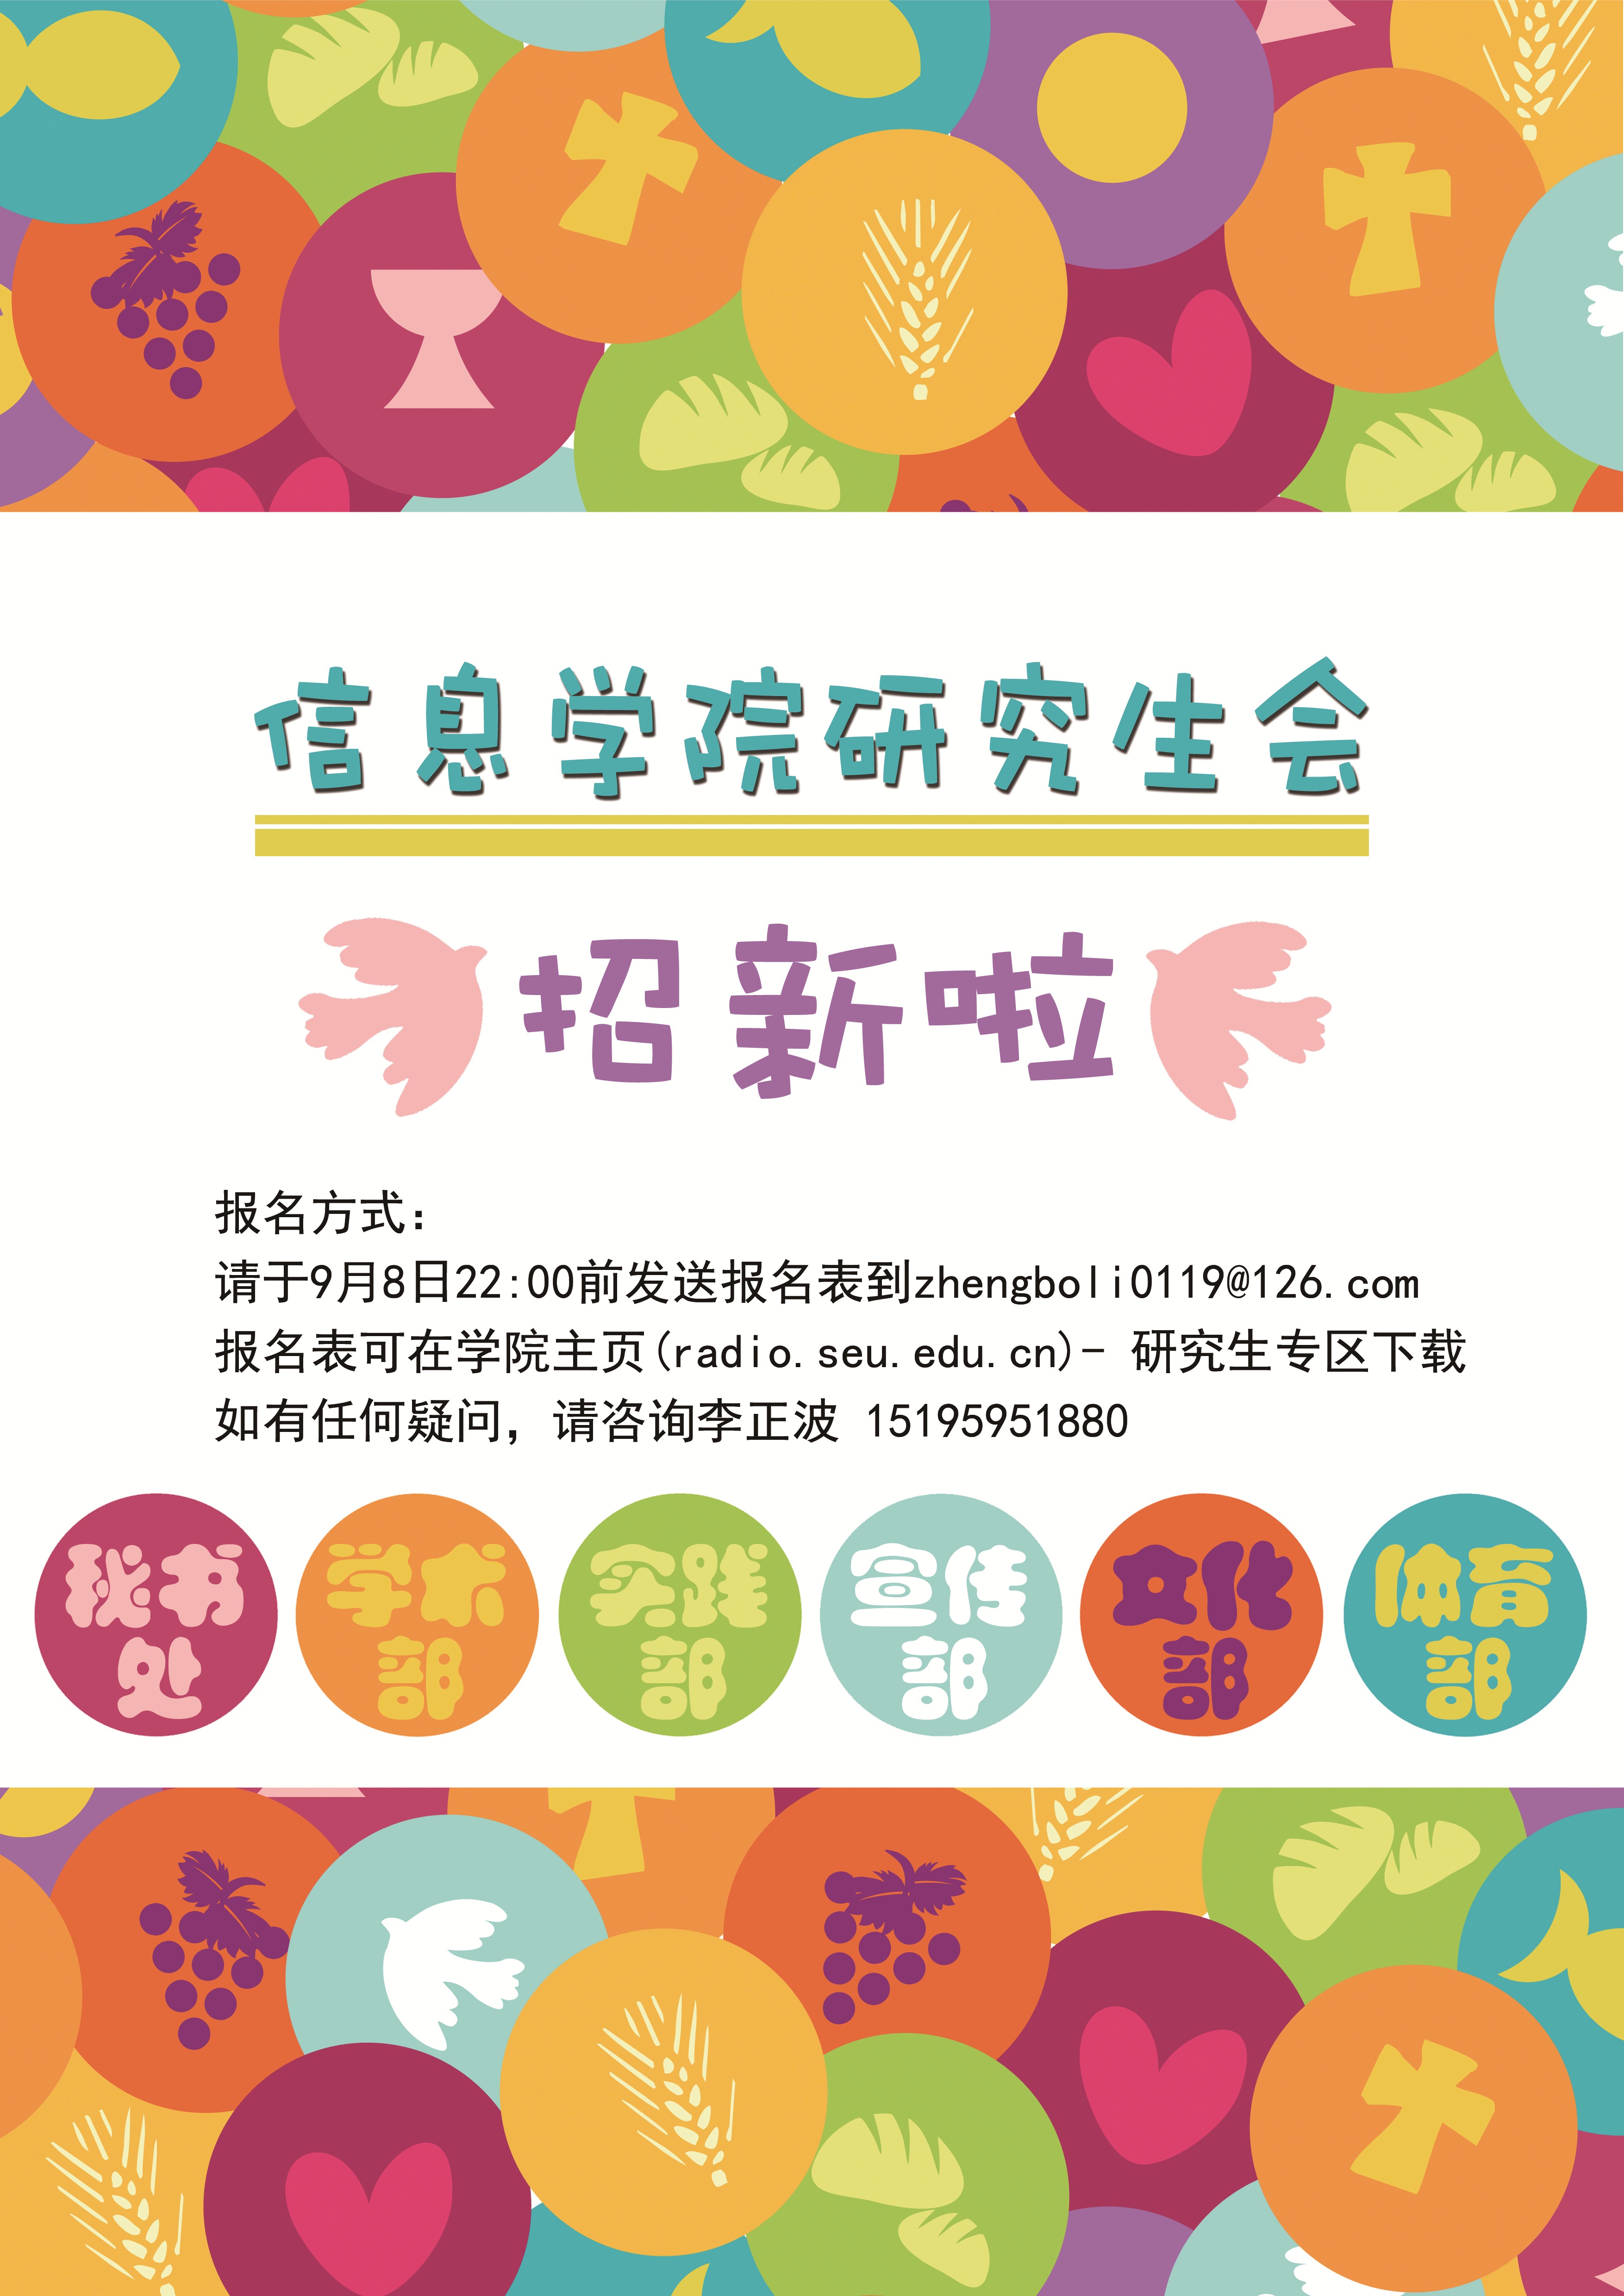 信息学院研究生会
招新啦
报名方式：
请于9月8日22:00前发送报名表到zhengboli0119@126.com
报名表可在学院主页(radio.seu.edu.cn)- 研究生专区下载
如有任何疑问，请咨询李正波 15195951880
秘书
处
学术
部
实践
部
宣传
部
文化
部
体育
部